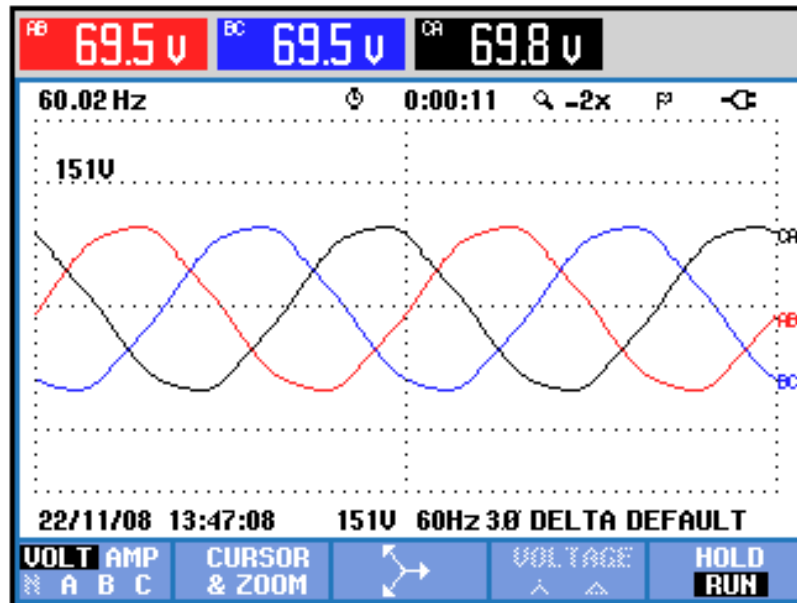 AB 69.5 V BC 69.5 V CA 69.8 V
60.02 Hz 0:00:11 -2x
151V
CA
AB
BC
22/11/08 13:47:08 151V 60Hz 3Ø DELTA DEFAULT
VOLT AMP
N A B C
CURSOR
& ZOOM
VOLTAGE
HOLD
RUN